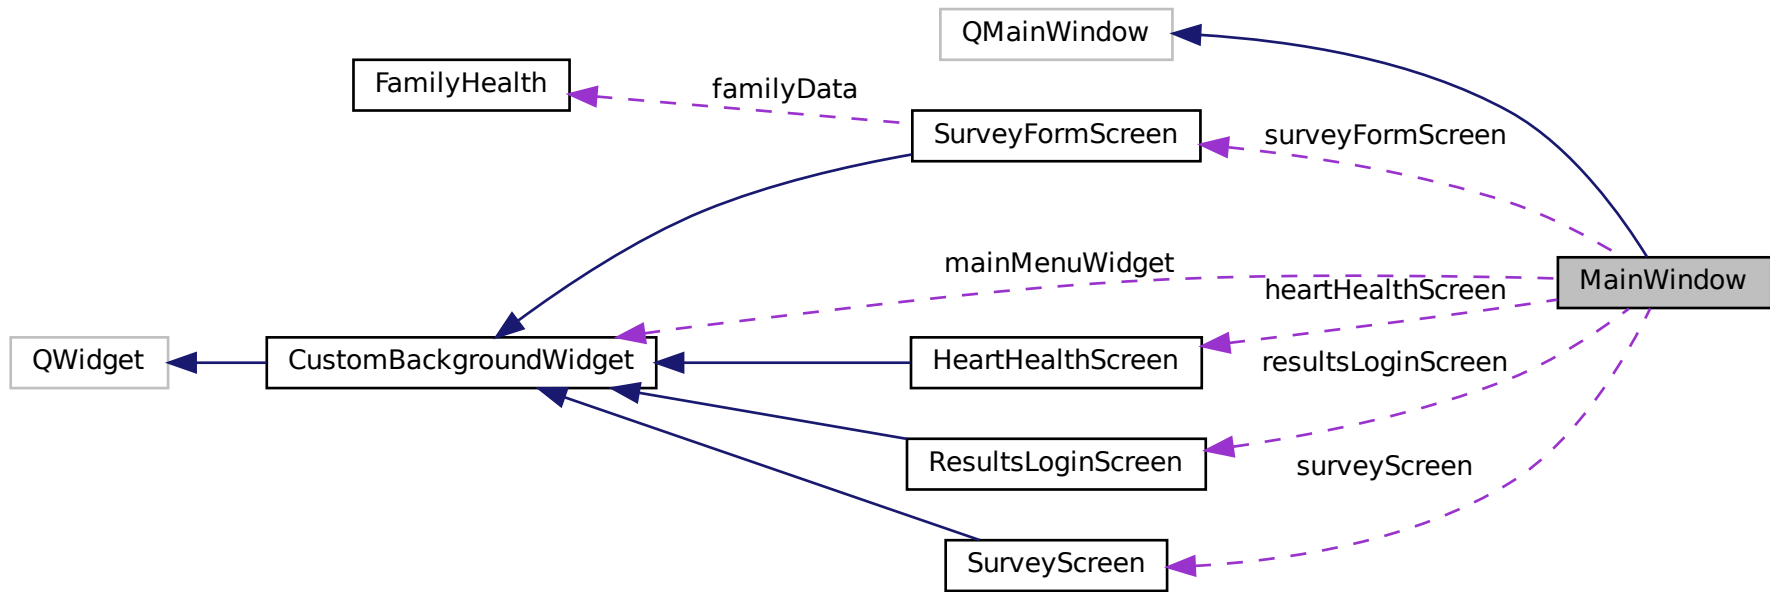 QMainWindow
FamilyHealth
familyData
SurveyFormScreen
surveyFormScreen
mainMenuWidget
heartHealthScreen
MainWindow
QWidget
CustomBackgroundWidget
HeartHealthScreen
resultsLoginScreen
ResultsLoginScreen
surveyScreen
SurveyScreen